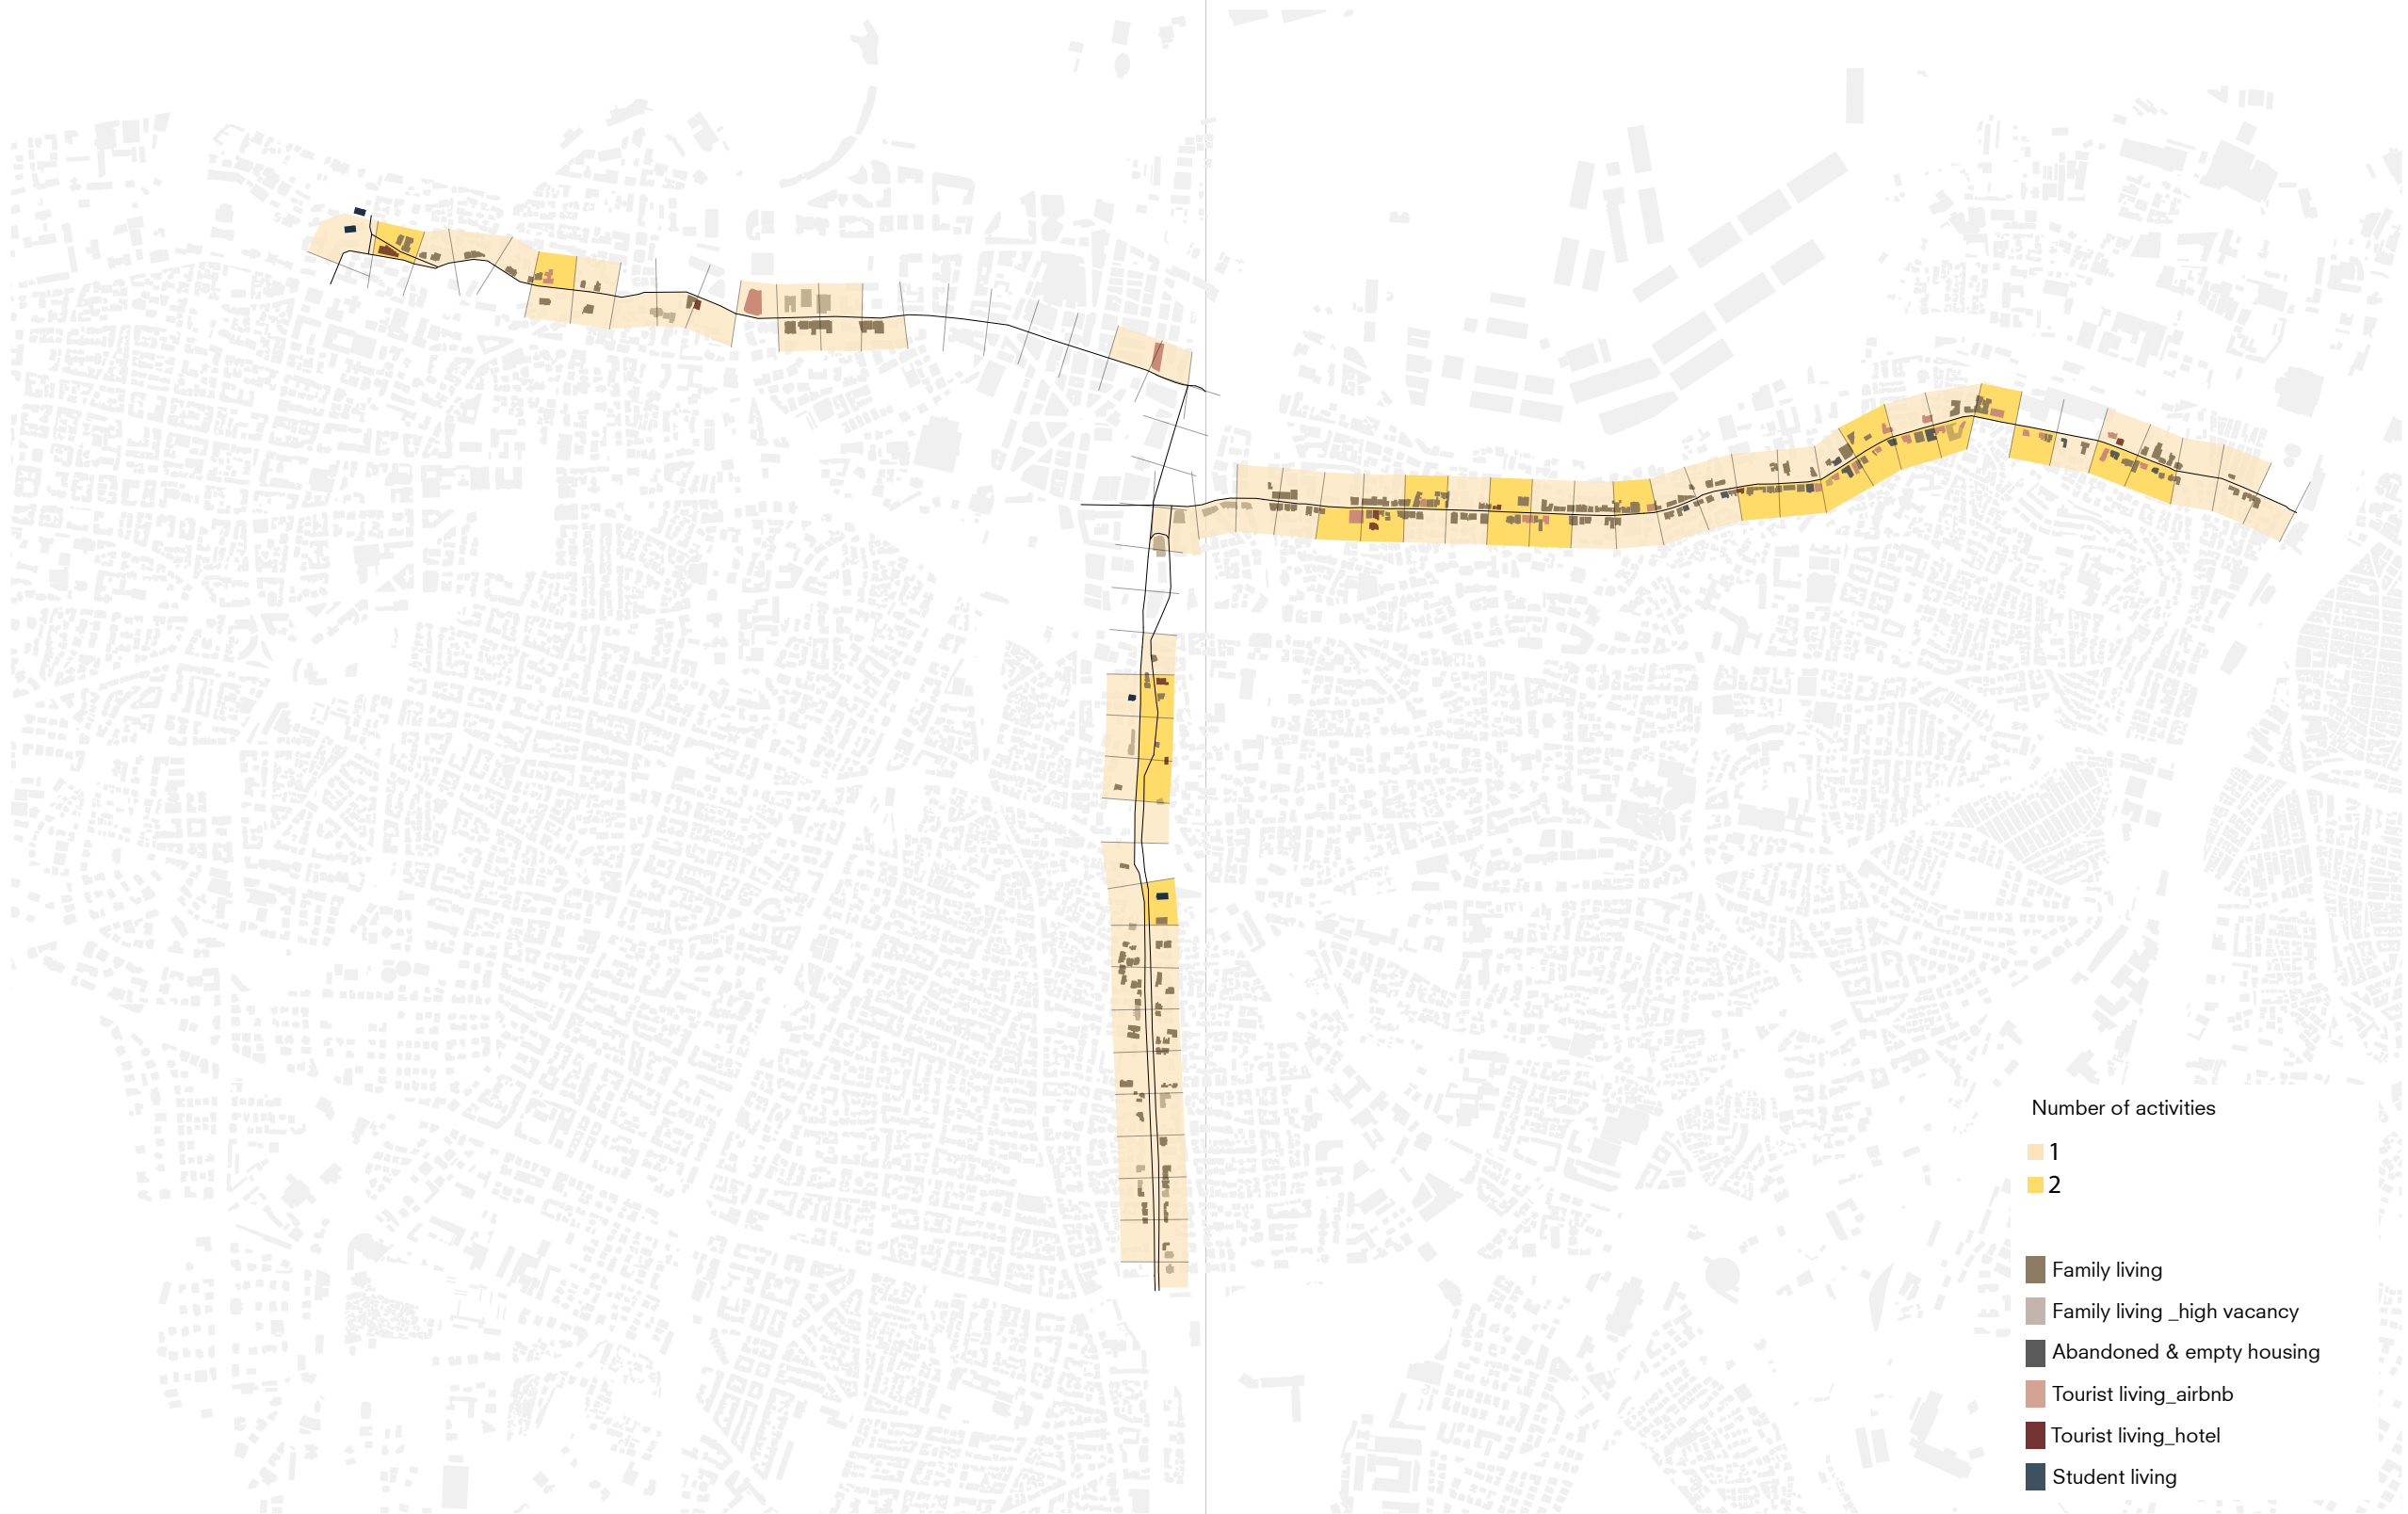 Number of activities
1
2
Family living
Family living _high vacancy
Abandoned & empty housing
Tourist living_airbnb
Tourist living_hotel
Student living